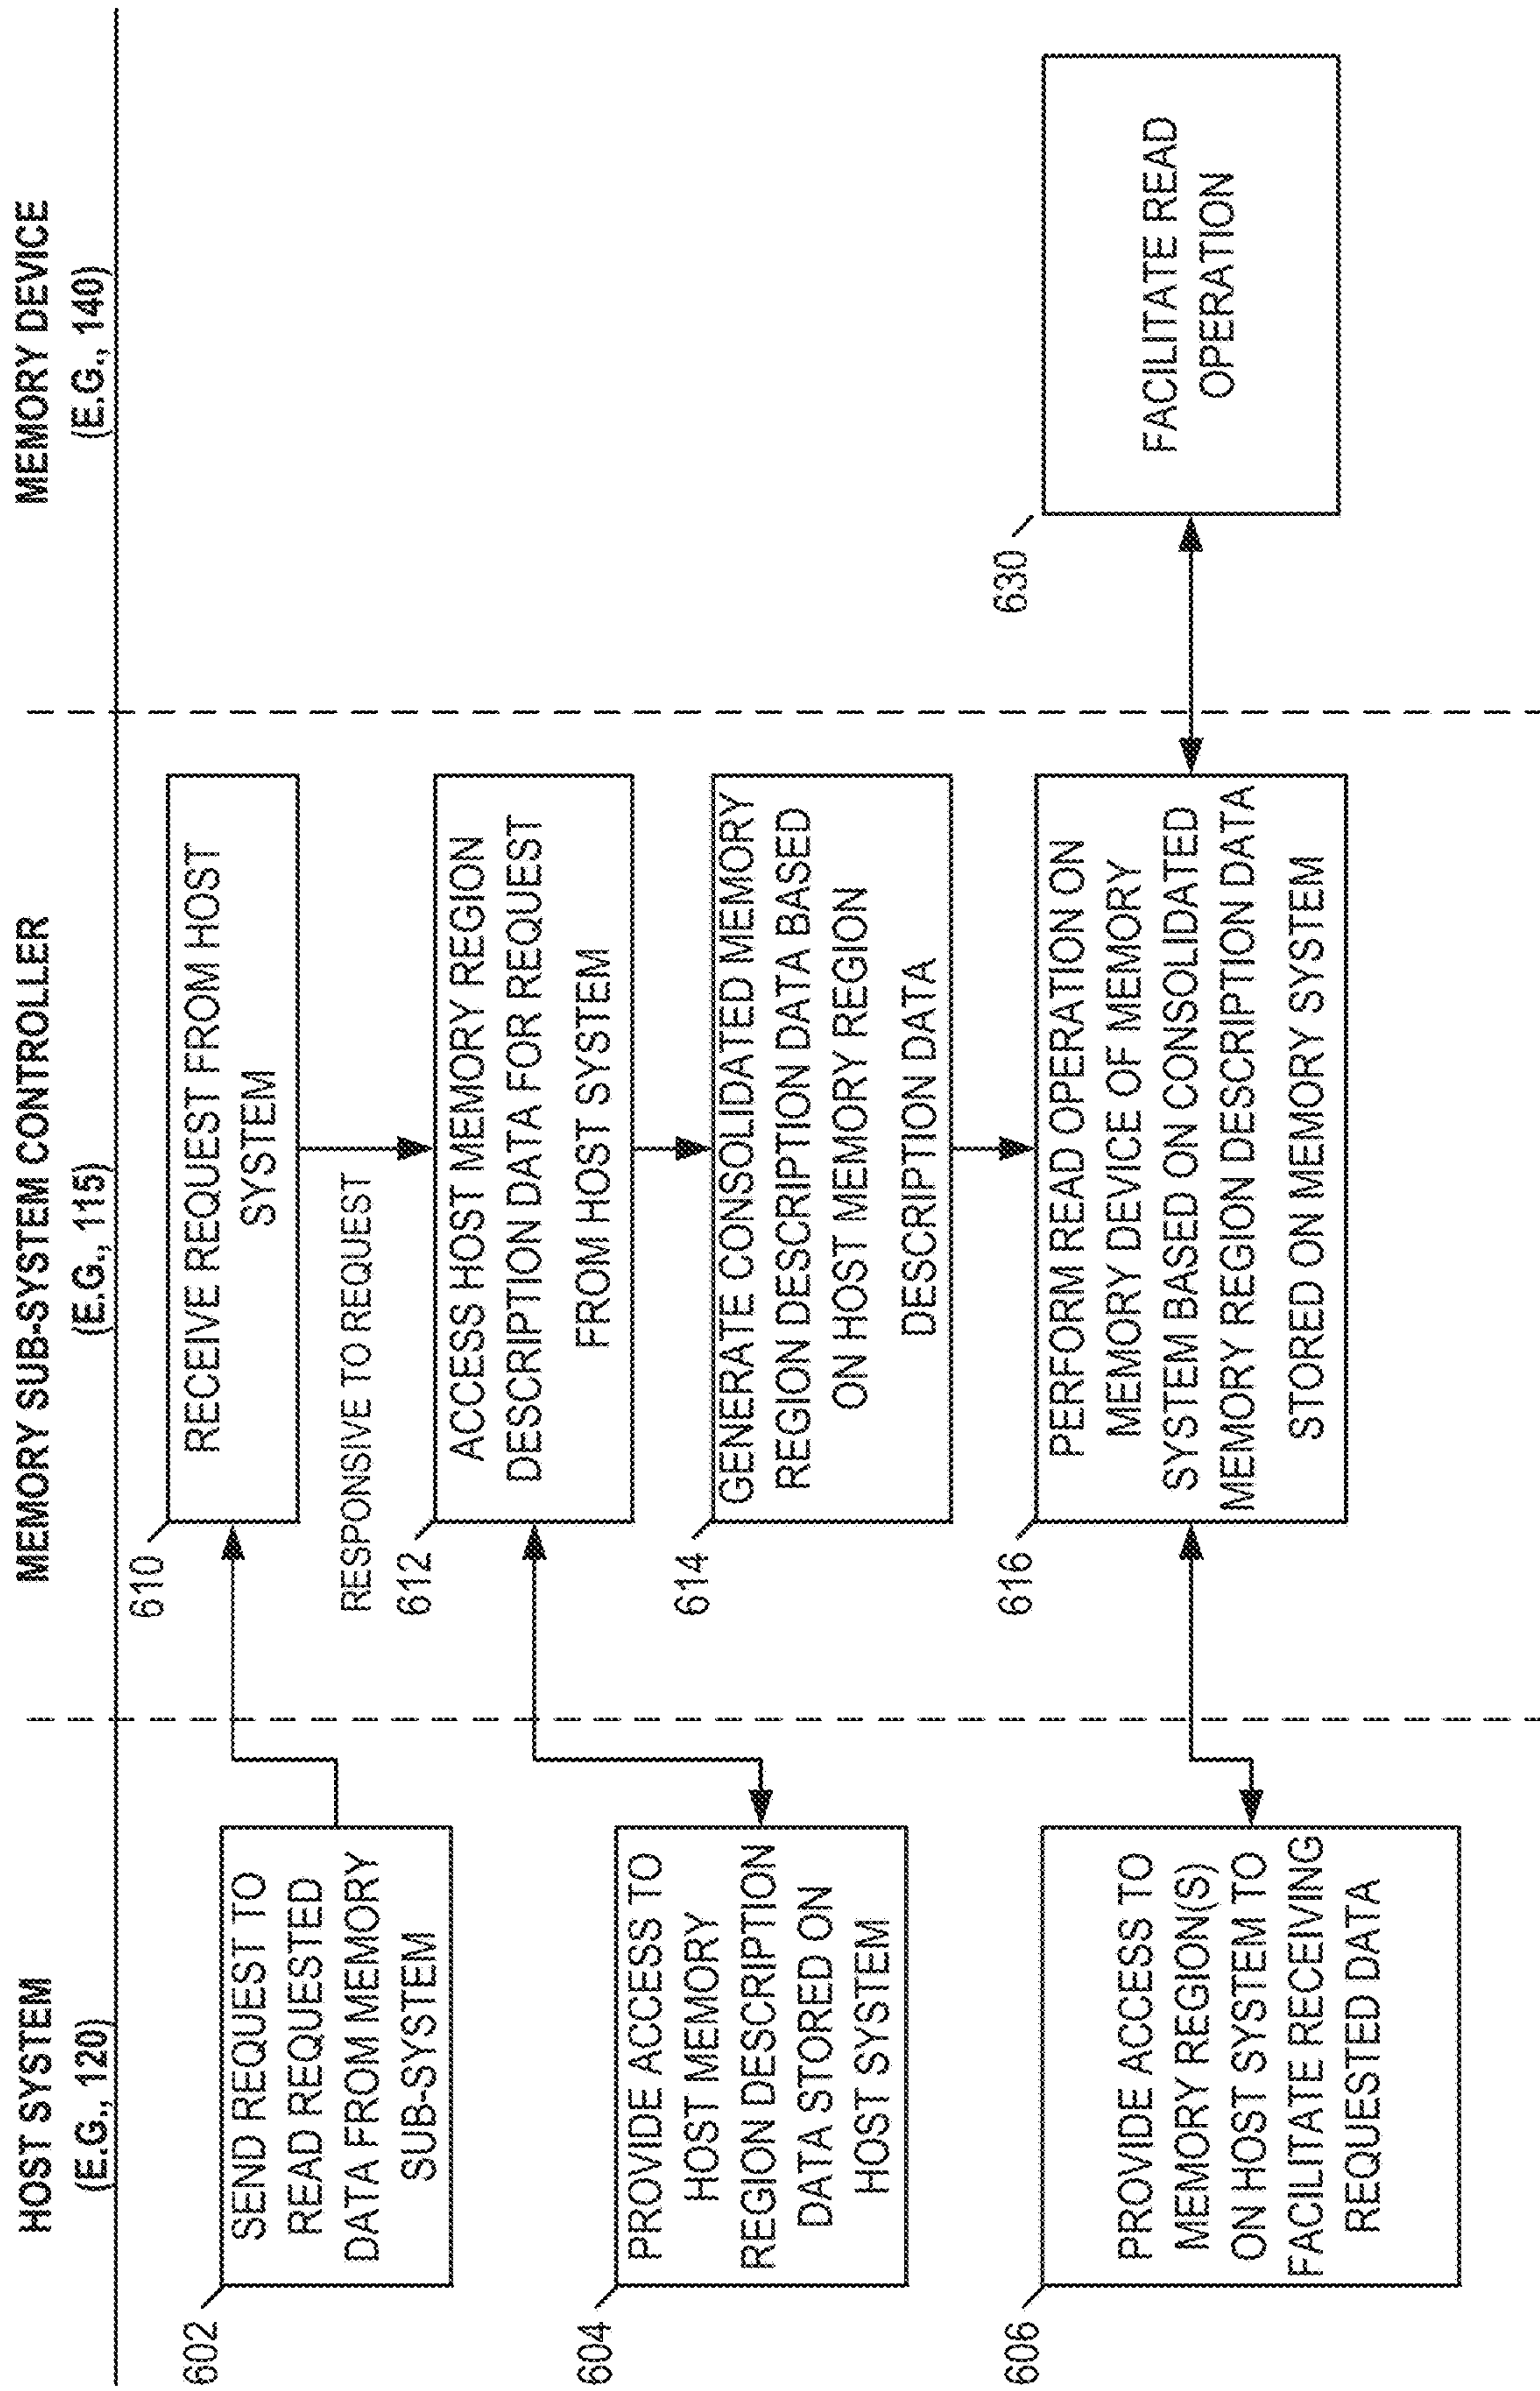 HOST SYSTEM
(E.G., 120)
MEMORY SUB-SYSTEM CONTROLLER
(E.G., 115)
MEMORY DEVICE
(E.G., 140)
602
SEND REQUEST TO
READ REQUESTED
DATA FROM MEMORY
SUB-SYSTEM
610
RECEIVE REQUEST FROM HOST
SYSTEM
RESPONSIVE TO REQUEST
604
PROVIDE ACCESS TO
HOST MEMORY
REGION DESCRIPTION
DATA STORED ON
HOST SYSTEM
612
ACCESS HOST MEMORY REGION
DESCRIPTION DATA FOR REQUEST
FROM HOST SYSTEM
614
GENERATE CONSOLIDATED MEMORY
REGION DESCRIPTION DATA BASED
ON HOST MEMORY REGION
DESCRIPTION DATA
606
PROVIDE ACCESS TO
MEMORY REGION(S)
ON HOST SYSTEM TO
FACILITATE RECEIVING
REQUESTED DATA
616
PERFORM READ OPERATION ON
MEMORY DEVICE OF MEMORY
SYSTEM BASED ON CONSOLIDATED
MEMORY REGION DESCRIPTION DATA
STORED ON MEMORY SYSTEM
630
FACILITATE READ
OPERATION